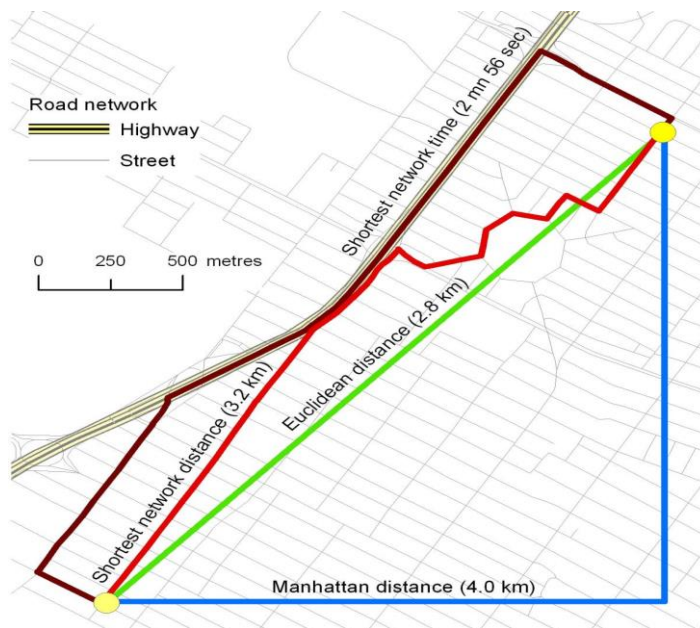 Shortest network time (2 mn 56 sec)
Road network
Highway
Street
0 250 500 metres
Euclidean distance (2.8 km)
Shortest network distance (3.2 km)
Manhattan distance (4.0 km)